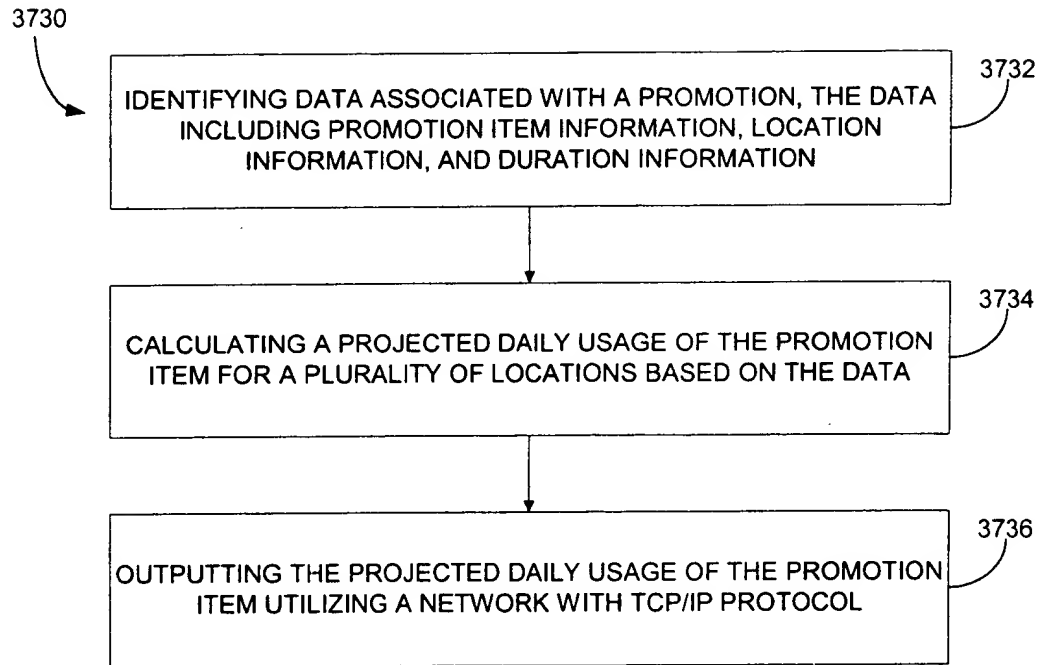 3730
3732
IDENTIFYING DATA ASSOCIATED WITH A PROMOTION, THE DATA
INCLUDING PROMOTION ITEM INFORMATION, LOCATION
INFORMATION, AND DURATION INFORMATION
3734
CALCULATING A PROJECTED DAILY USAGE OF THE PROMOTION
ITEM FOR A PLURALITY OF LOCATIONS BASED ON THE DATA
3736
OUTPUTTING THE PROJECTED DAILY USAGE OF THE PROMOTION
ITEM UTILIZING A NETWORK WITH TCP/IP PROTOCOL